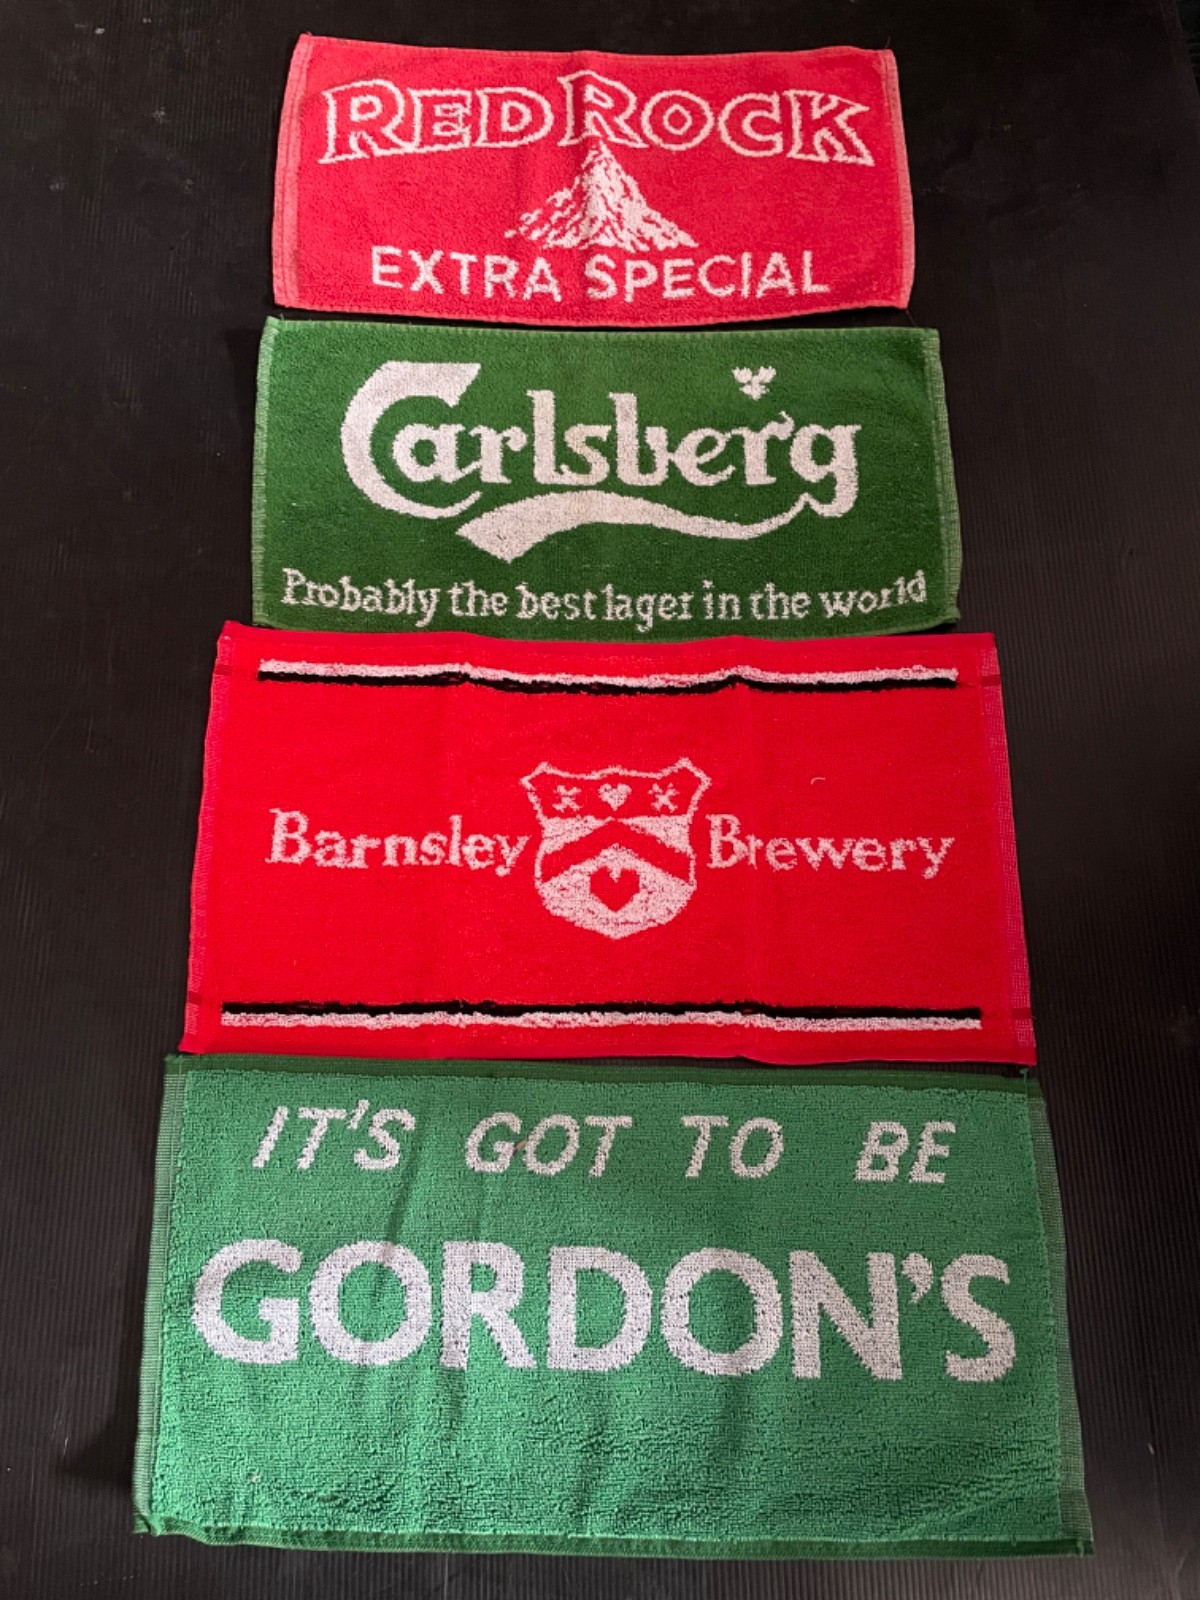 RED ROCK
EXTRA SPECIAL
Carlsberg
Probably the best lager in the world
Barnsley Brewery
IT'S GOT TO BE
GORDON'S